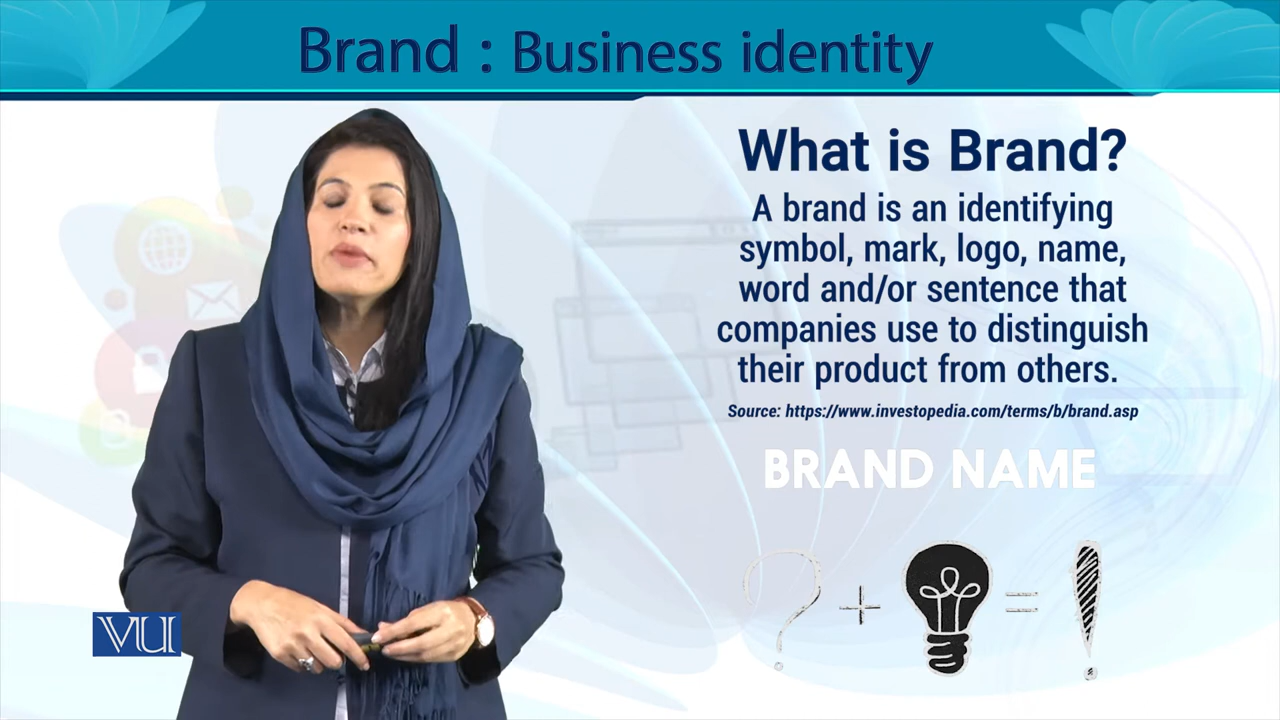 Brand : Business identity
What is Brand?
A brand is an identifying
symbol, mark, logo, name,
word and/or sentence that
companies use to distinguish
their product from others.
Source: https://www.investopedia.com/terms/b/brand.asp
BRAND NAME
? + = !
VU